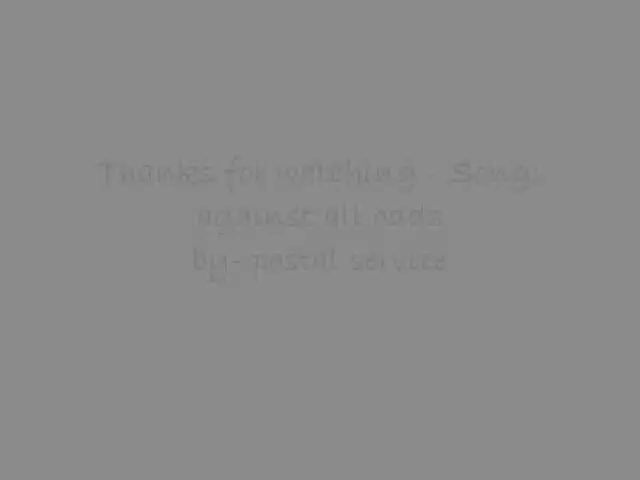 Thanks for watching - Song:
against all odds
by- postal service